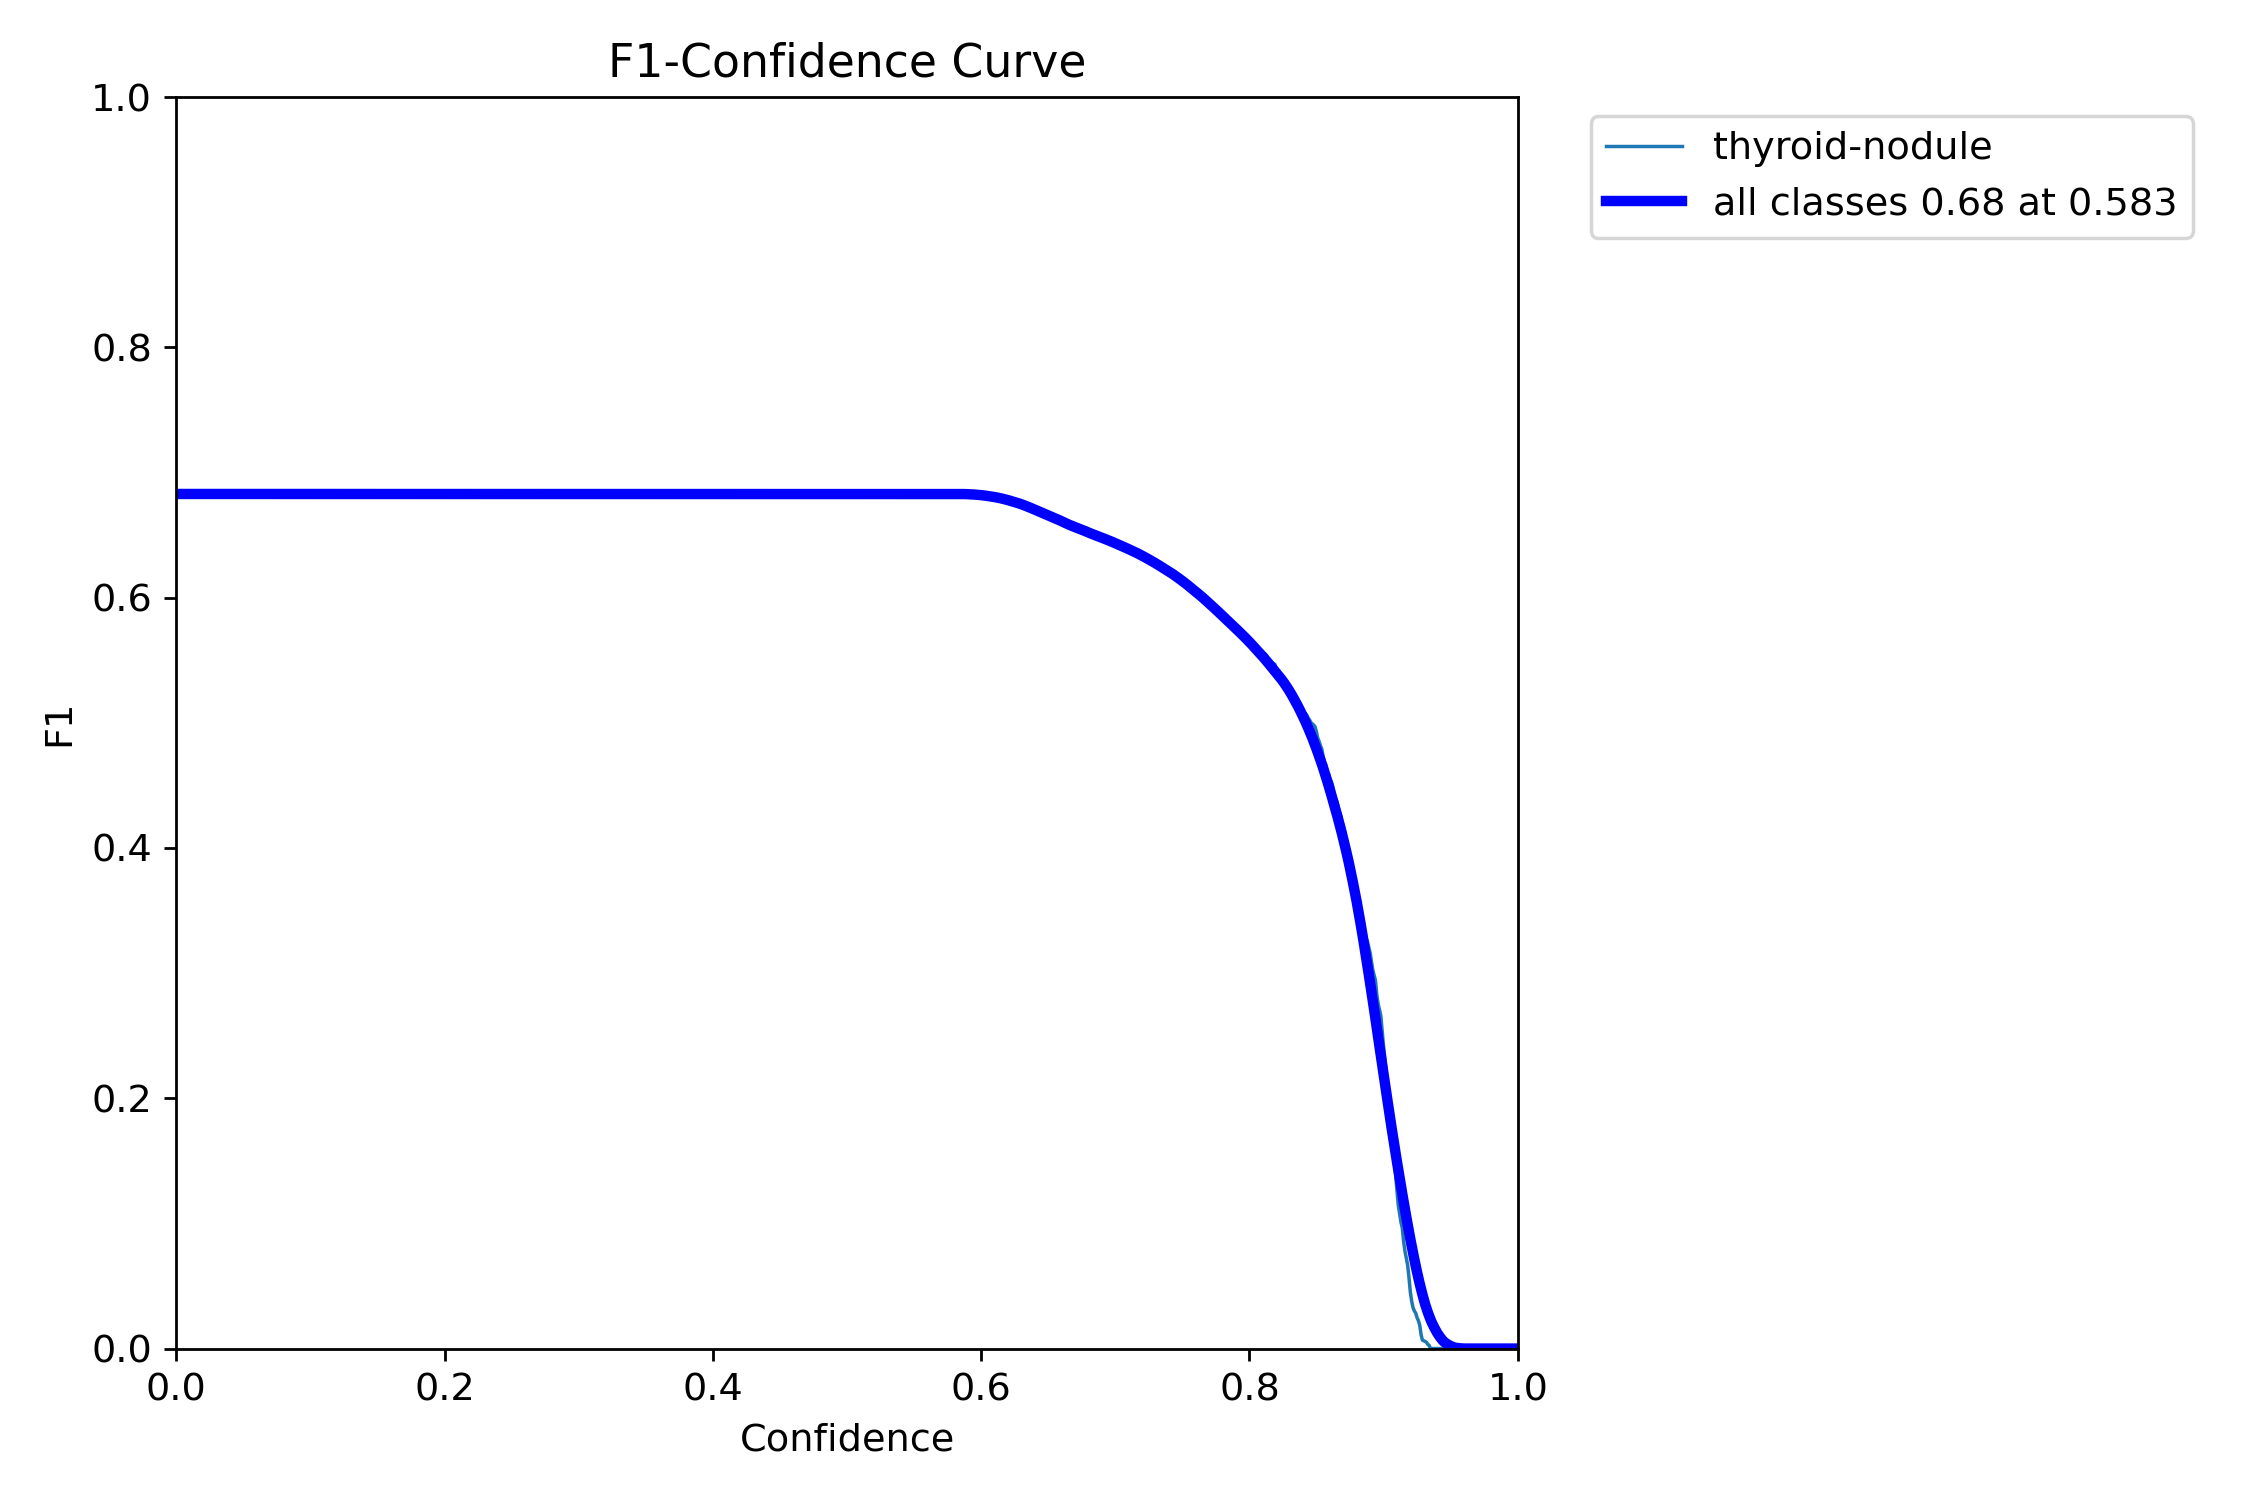 F1-Confidence Curve
1.0
0.8
0.6
0.4
0.2
0.0
F1
0.0 0.2 0.4 0.6 0.8 1.0
Confidence
thyroid-nodule
all classes 0.68 at 0.583